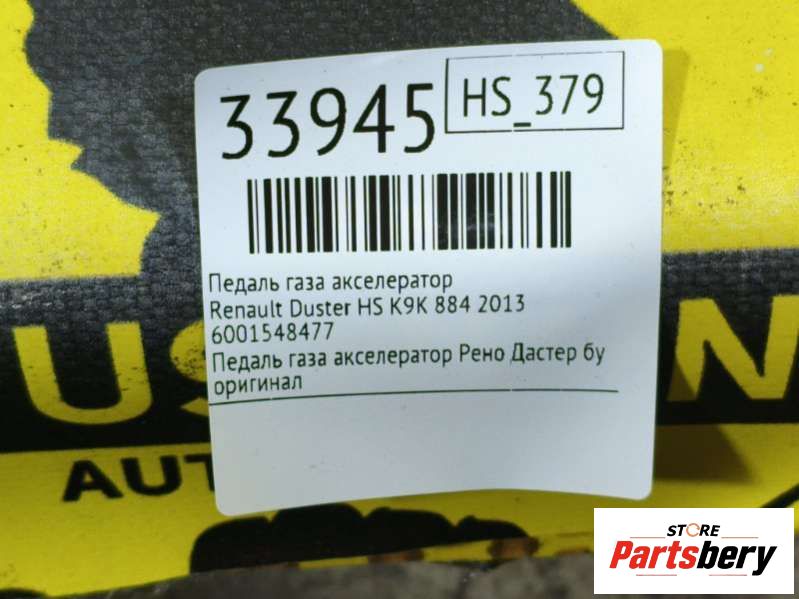 33945
HS_379
Педаль газа акселератор
Renault Duster HS K9K 884 2013
6001548477
Педаль газа акселератор Рено Дастер бу
оригинал
US
N
AUT
STORE
Partsbery